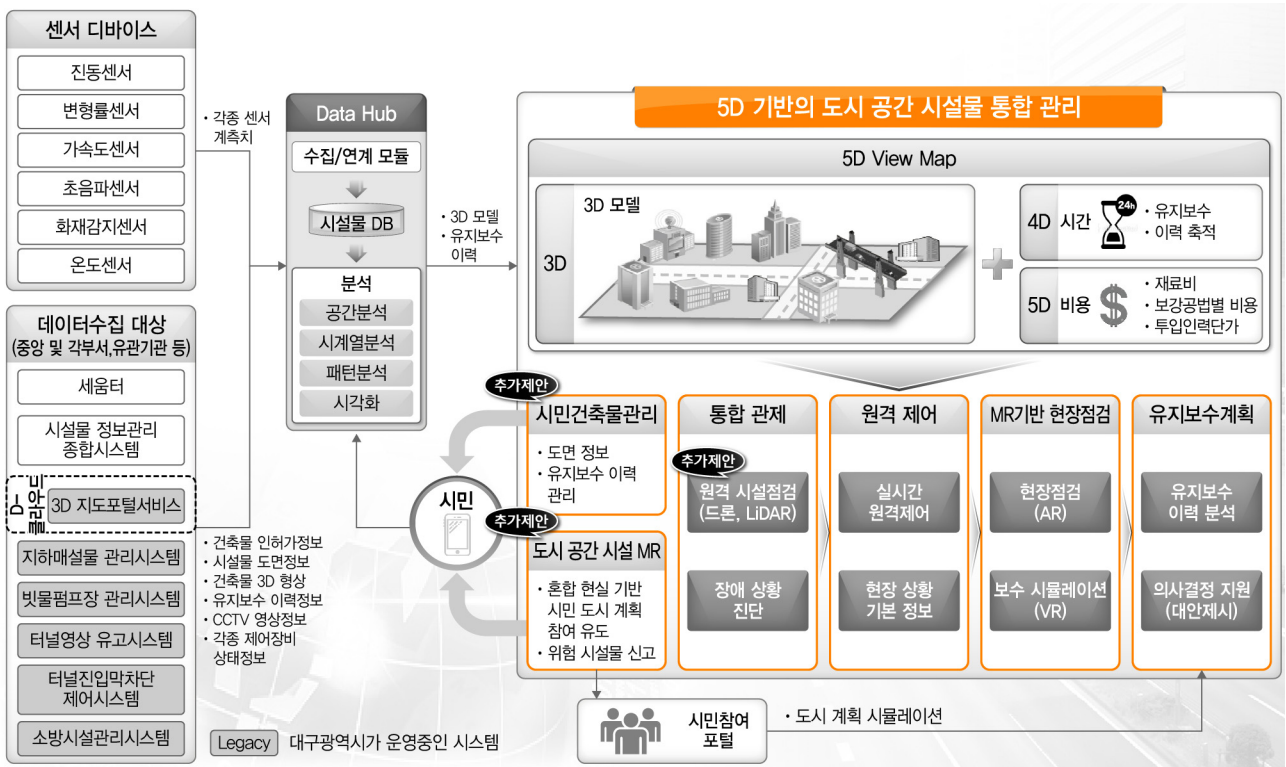 센서 디바이스
진동센서
변형률센서
가속도센서
초음파센서
화재감지센서
온도센서
데이터수집 대상
(중앙 및 각부서,유관기관 등)
세움터
시설물 정보관리
종합시스템
D-
클라우드
3D 지도포털서비스
지하매설물 관리시스템
빗물펌프장 관리시스템
터널영상 유고시스템
터널진입막차단
제어시스템
소방시설관리시스템
· 각종 센서
계측치
· 건축물 인허가정보
· 시설물 도면정보
· 건축물 3D 형상
· 유지보수 이력정보
· CCTV 영상정보
· 각종 제어장비
상태정보
Legacy 대구광역시가 운영중인 시스템
Data Hub
수집/연계 모듈
시설물 DB
분석
공간분석
시계열분석
패턴분석
시각화
· 3D 모델
· 유지보수
이력
시민
5D 기반의 도시 공간 시설물 통합 관리
5D View Map
3D
3D 모델
4D 시간
24h
· 유지보수
· 이력 축적
5D 비용
$
· 재료비
· 보강공법별 비용
· 투입인력단가
추가제안
시민건축물관리
· 도면 정보
· 유지보수 이력
관리
추가제안
도시 공간 시설 MR
· 혼합 현실 기반
시민 도시 계획
참여 유도
· 위험 시설물 신고
통합 관제
추가제안
원격 시설점검
(드론, LiDAR)
장애 상황
진단
원격 제어
실시간
원격제어
현장 상황
기본 정보
MR기반 현장점검
현장점검
(AR)
보수 시뮬레이션
(VR)
유지보수계획
유지보수
이력 분석
의사결정 지원
(대안제시)
시민참여
포털
· 도시 계획 시뮬레이션